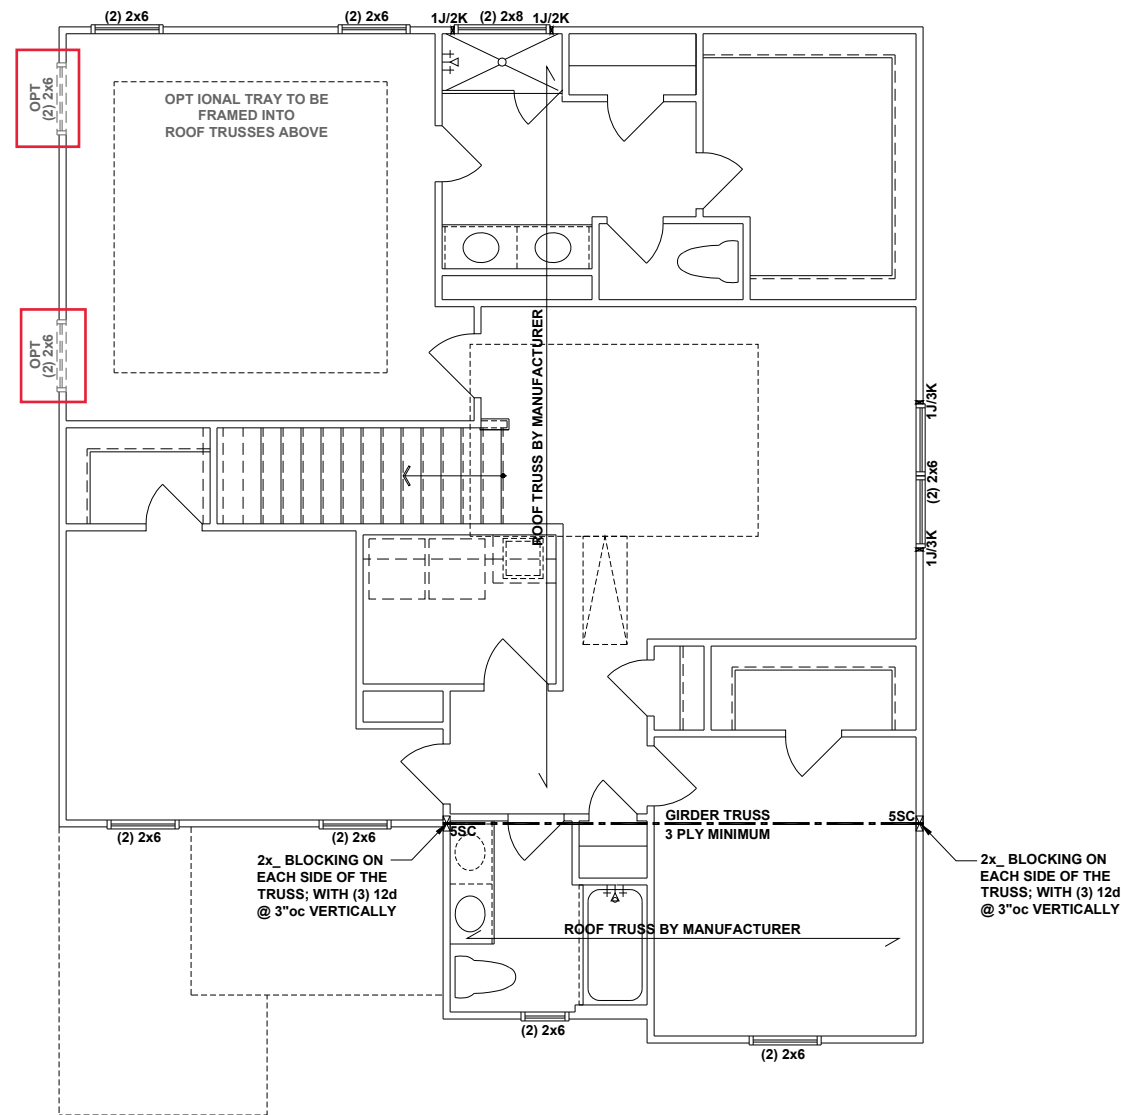 (2) 2x6
(2) 2x6
1J/2K
(2) 2x8
1J/2K
OPT
(2) 2x6
OPT IONAL TRAY TO BE
FRAMED INTO
ROOF TRUSSES ABOVE
OPT
(2) 2x6
ROOF TRUSS BY MANUFACTURER
1J/3K
(2) 2x6
1J/3K
GIRDER TRUSS
3 PLY MINIMUM
5SC
5SC
(2) 2x6
(2) 2x6
2x_ BLOCKING ON
EACH SIDE OF THE
TRUSS; WITH (3) 12d
@ 3"oc VERTICALLY
2x_ BLOCKING ON
EACH SIDE OF THE
TRUSS; WITH (3) 12d
@ 3"oc VERTICALLY
ROOF TRUSS BY MANUFACTURER
(2) 2x6
(2) 2x6